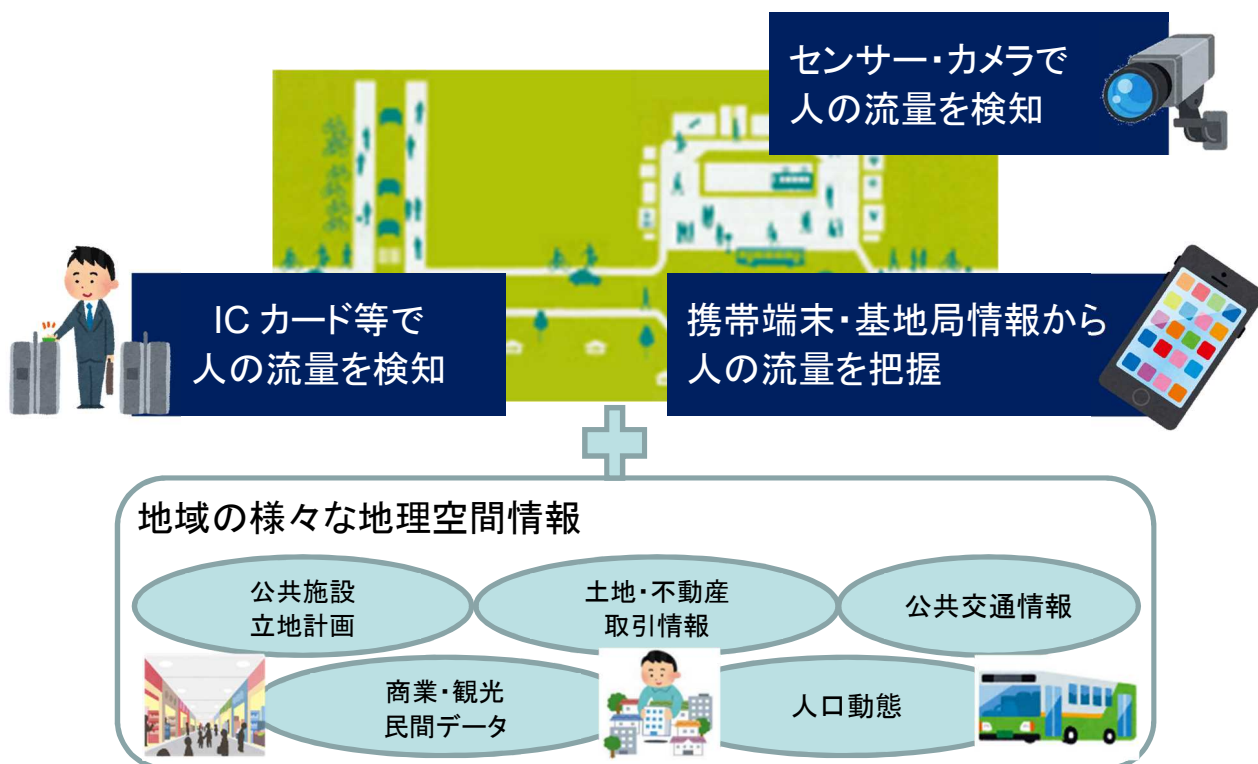 センサー・カメラで
人の流量を検知
IC カード等で
人の流量を検知
携帯端末・基地局情報から
人の流量を把握
地域の様々な地理空間情報
公共施設
立地計画
土地・不動産
取引情報
公共交通情報
商業・観光
民間データ
人口動態